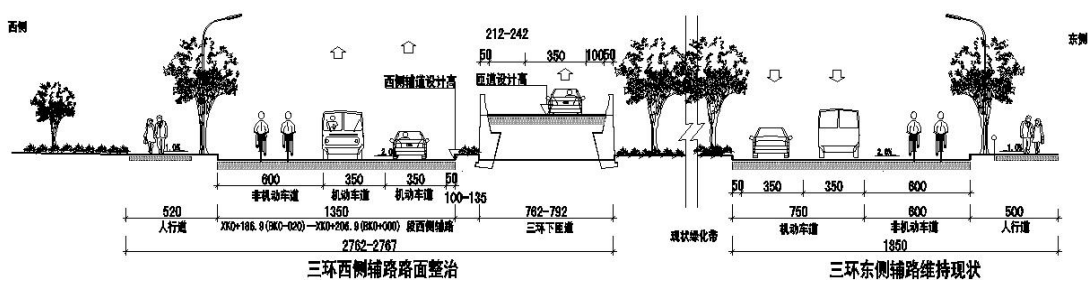 西侧
东侧
212-242
50
350
100
50
西侧辅道设计高
匝道设计高
1.0%
2.0%
2.0%
1.0%
600
350
350
50
非机动车道
机动车道
机动车道
100-135
50
350
350
600
520
1350
762-792
750
600
500
人行道
XK0+186.9(BK0-020)—XK0+206.9(BK0+000) 段西侧辅路
三环下匝道
现状绿化带
机动车道
非机动车道
人行道
2762-2767
1850
三环西侧辅路路面整治
三环东侧辅路维持现状